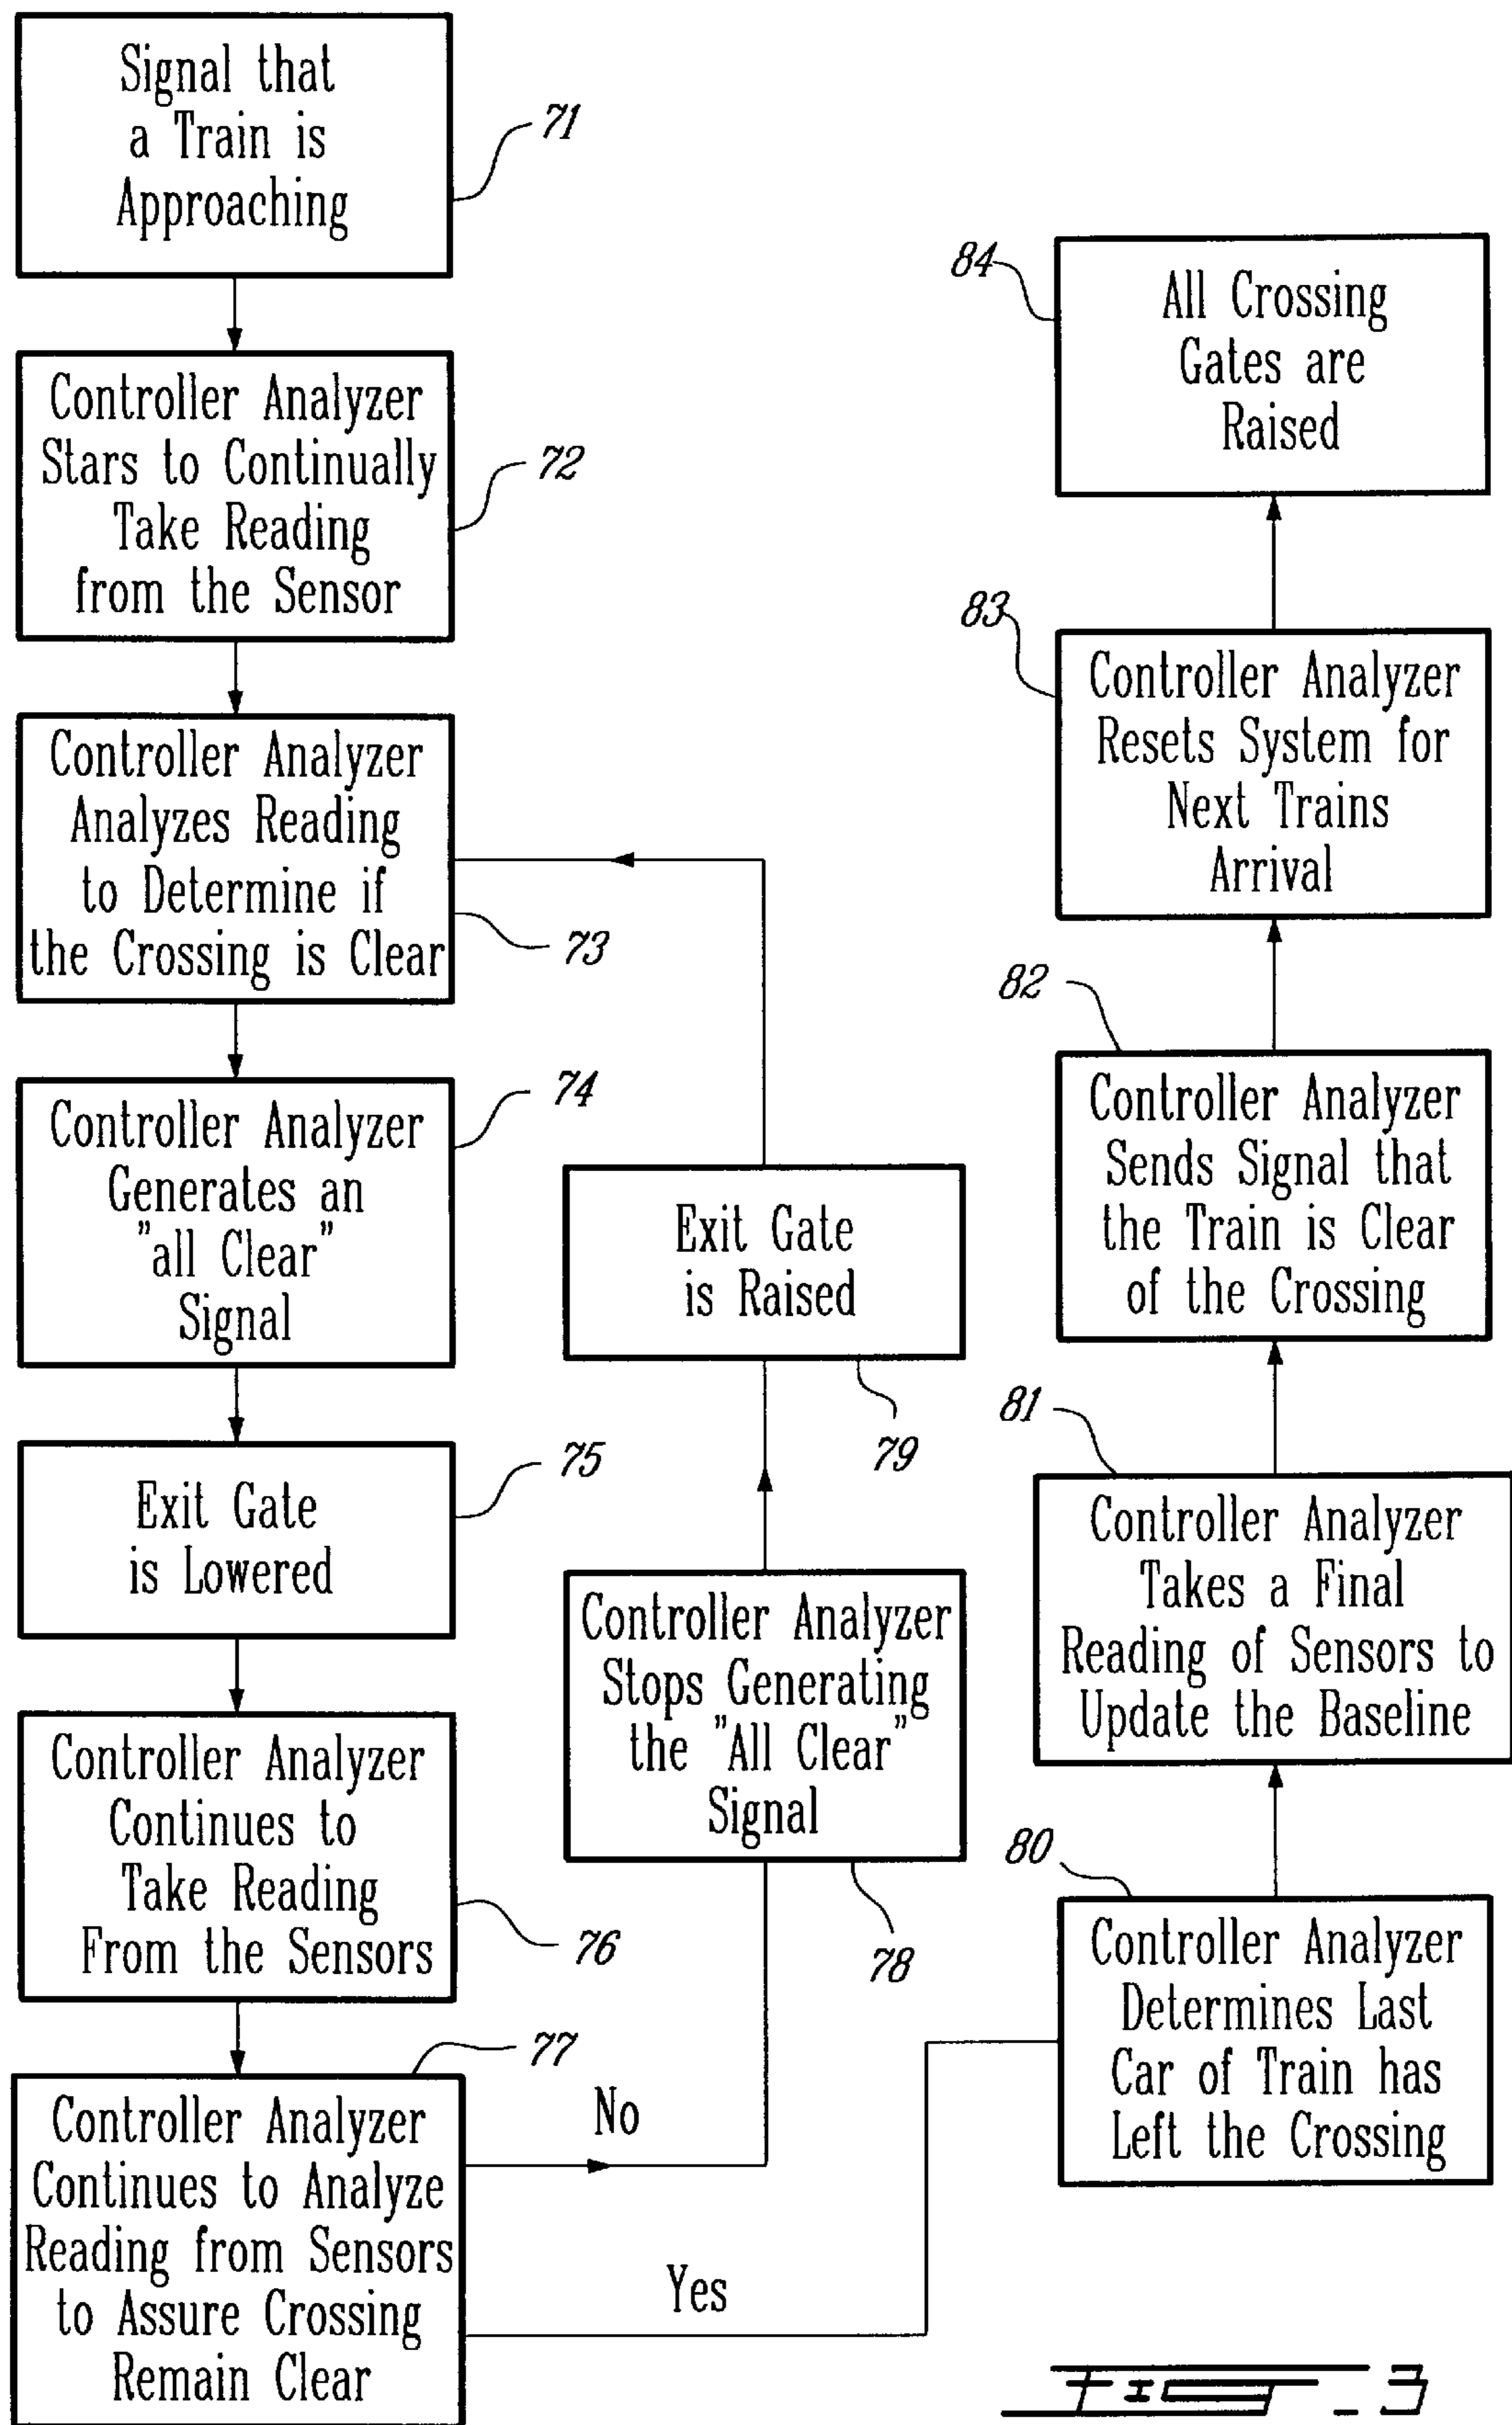 Signal that
a Train is
Approaching
71
Controller Analyzer
Stars to Continually
Take Reading
from the Sensor
72
Controller Analyzer
Analyzes Reading
to Determine if
the Crossing is Clear
73
Controller Analyzer
Generates an
"all Clear"
Signal
74
Exit Gate
is Lowered
75
Controller Analyzer
Continues to
Take Reading
From the Sensors
76
Controller Analyzer
Continues to Analyze
Reading from Sensors
to Assure Crossing
Remain Clear
77
No
Yes
Controller Analyzer
Stops Generating
the "All Clear"
Signal
78
Exit Gate
is Raised
79
Controller Analyzer
Determines Last
Car of Train has
Left the Crossing
80
Controller Analyzer
Takes a Final
Reading of Sensors to
Update the Baseline
81
Controller Analyzer
Sends Signal that
the Train is Clear
of the Crossing
82
Controller Analyzer
Resets System for
Next Trains
Arrival
83
All Crossing
Gates are
Raised
84
FIG_3